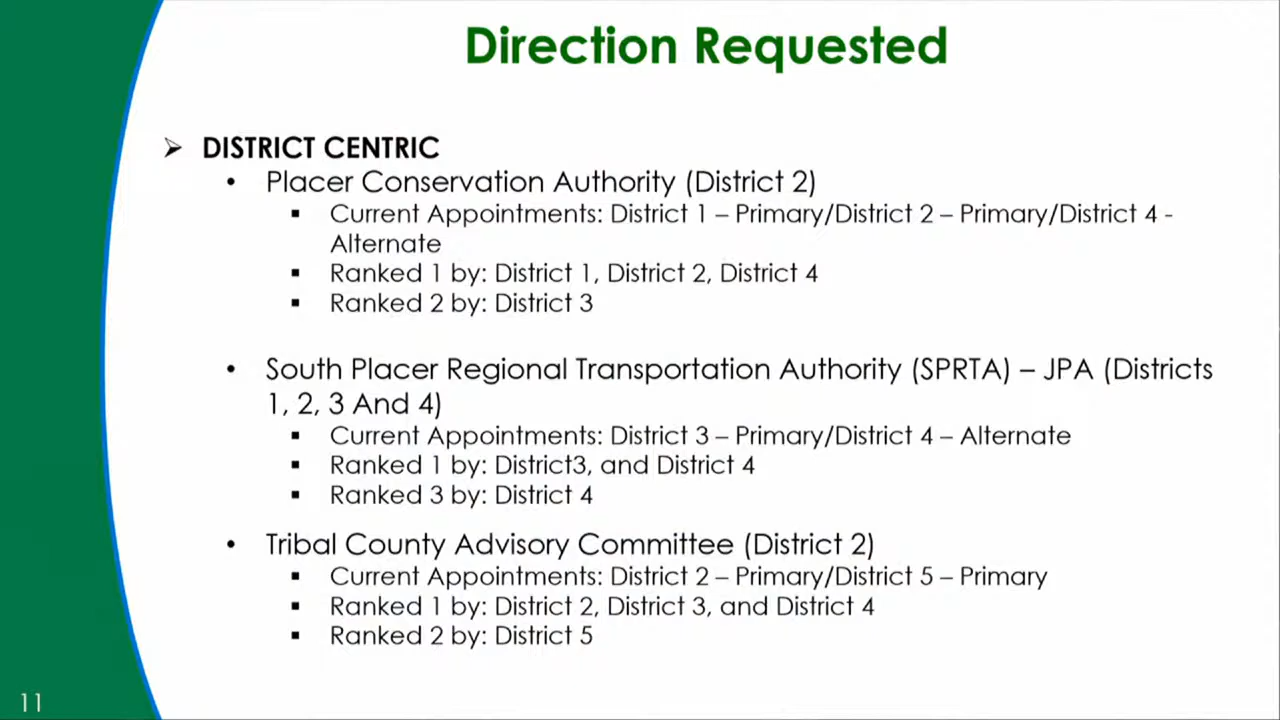 Direction Requested
➢ DISTRICT CENTRIC
• Placer Conservation Authority (District 2)
▪ Current Appointments: District 1 – Primary/District 2 – Primary/District 4 -
Alternate
▪ Ranked 1 by: District 1, District 2, District 4
▪ Ranked 2 by: District 3
• South Placer Regional Transportation Authority (SPRTA) – JPA (Districts
1, 2, 3 And 4)
▪ Current Appointments: District 3 – Primary/District 4 – Alternate
▪ Ranked 1 by: District3, and District 4
▪ Ranked 3 by: District 4
• Tribal County Advisory Committee (District 2)
▪ Current Appointments: District 2 – Primary/District 5 – Primary
▪ Ranked 1 by: District 2, District 3, and District 4
▪ Ranked 2 by: District 5
11